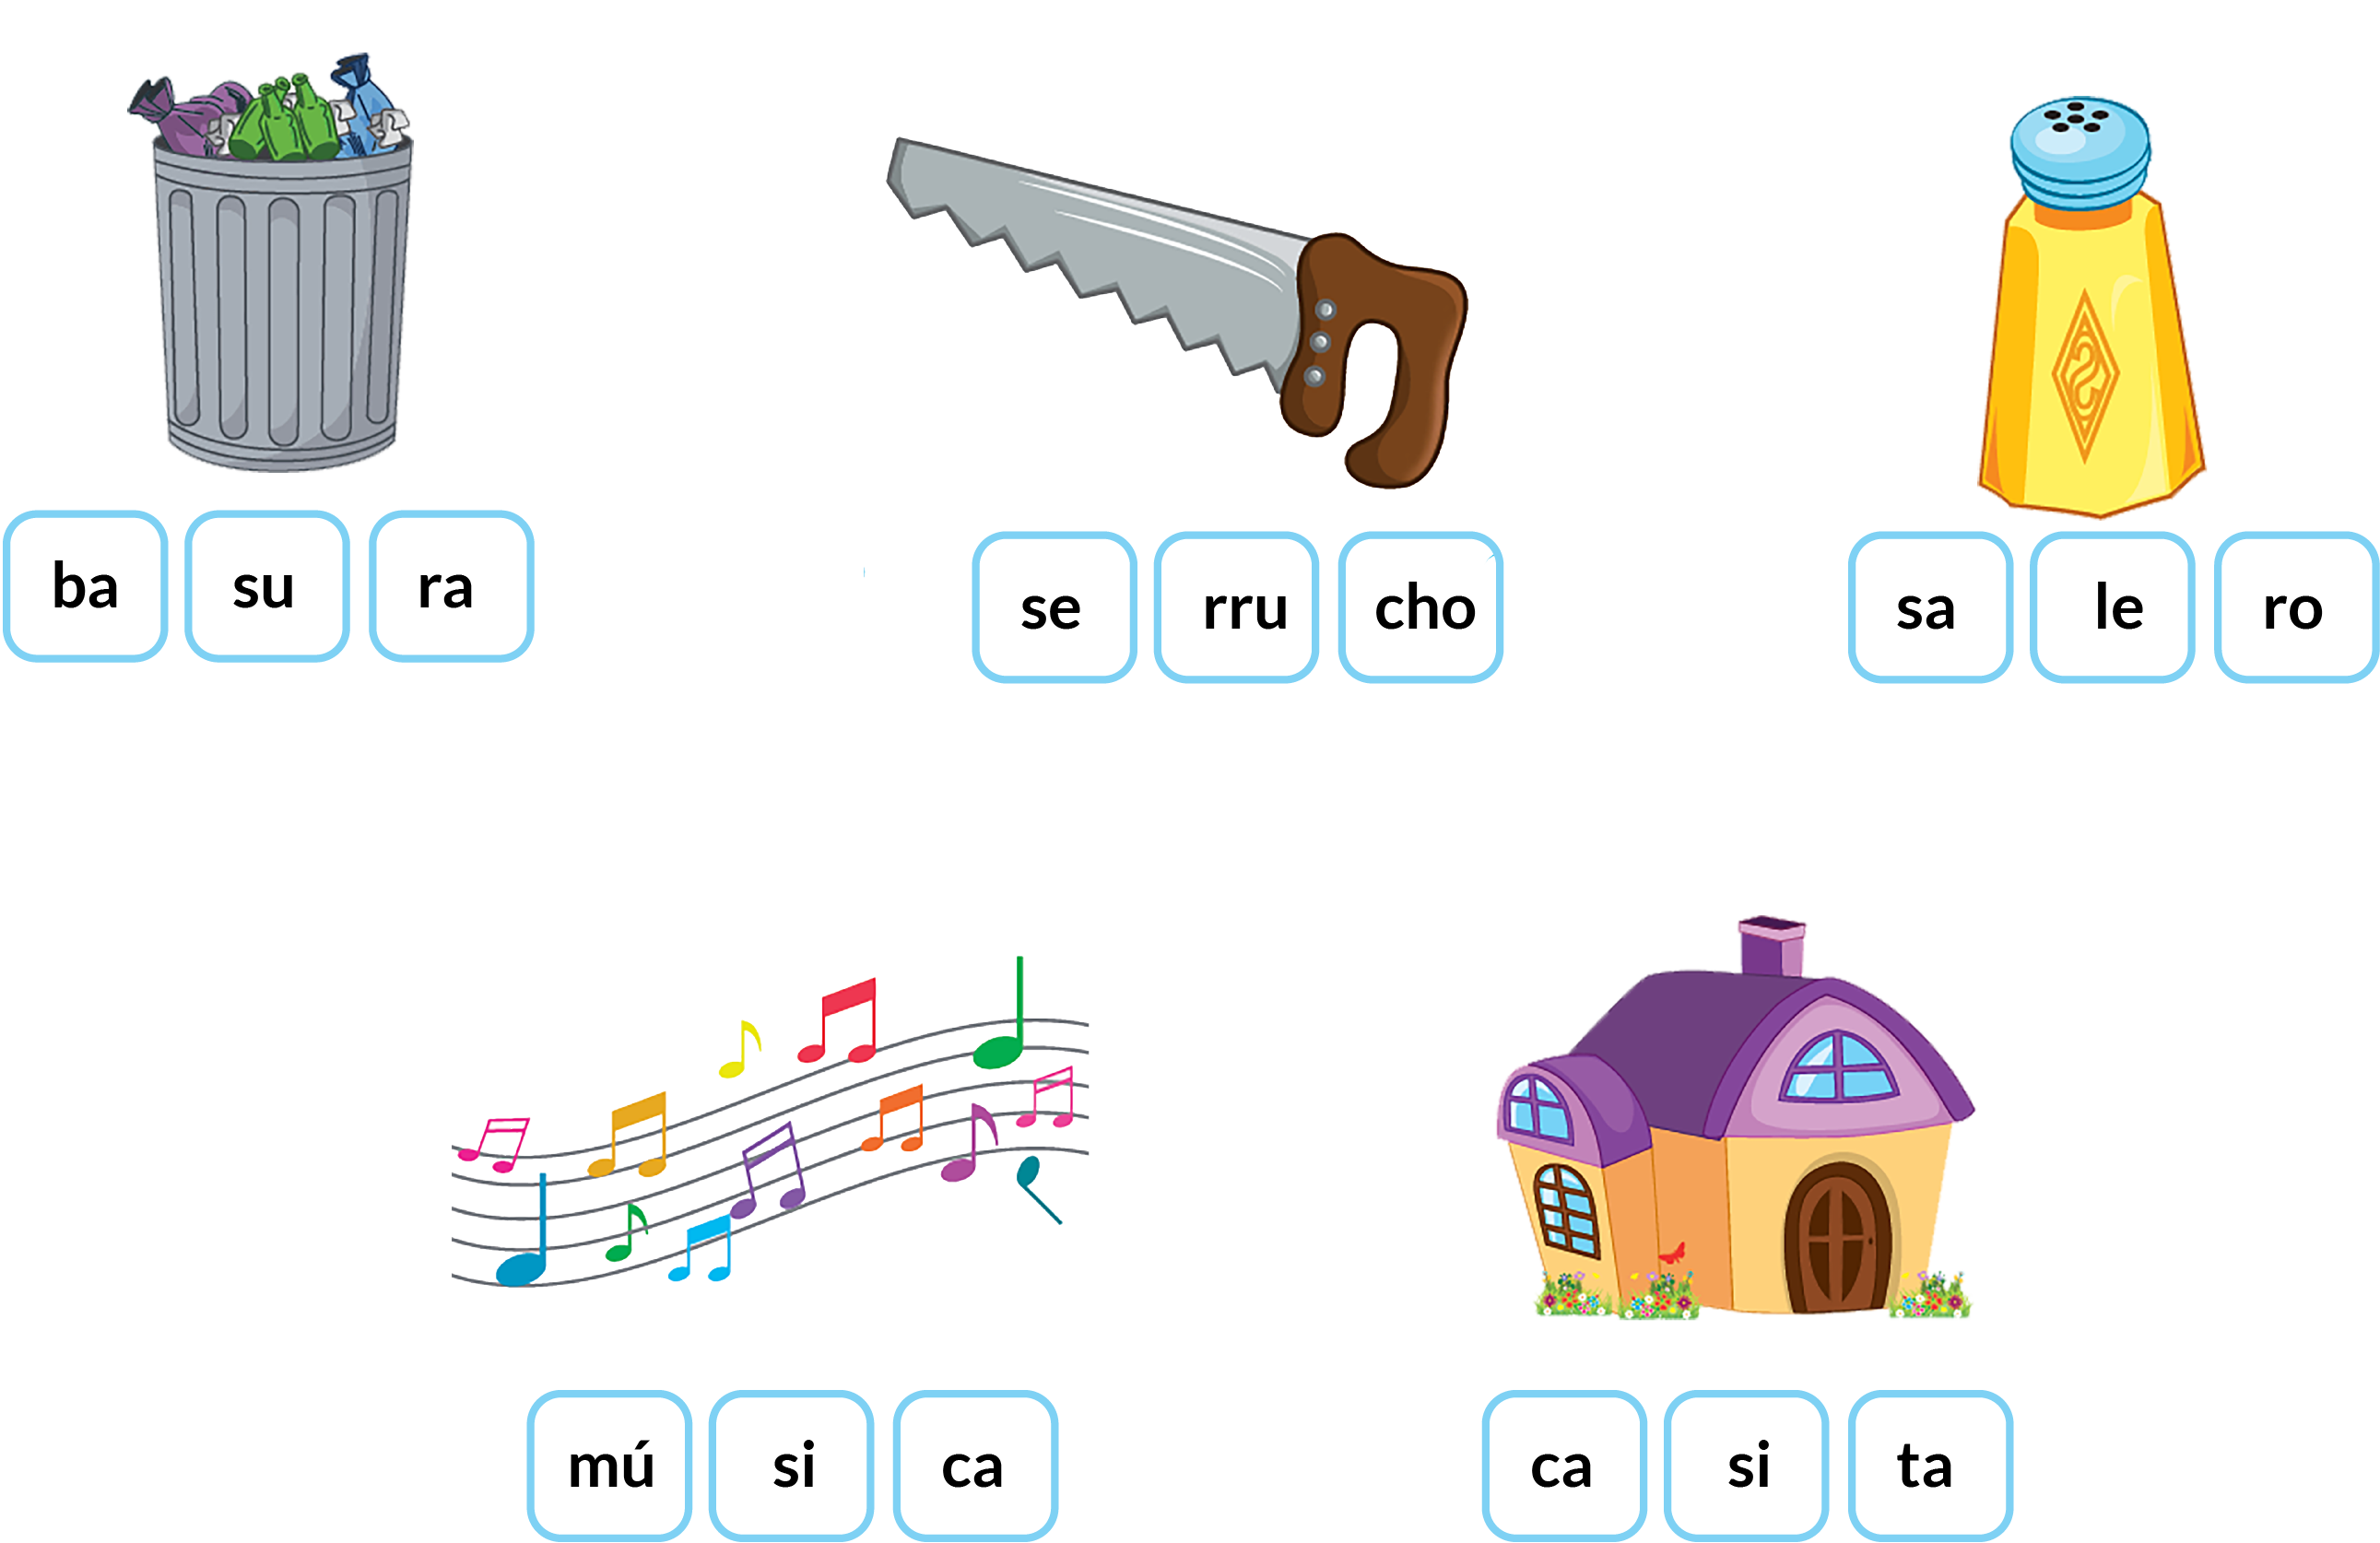 ba su ra
se rru cho
sa le ro
mú si ca
ca si ta